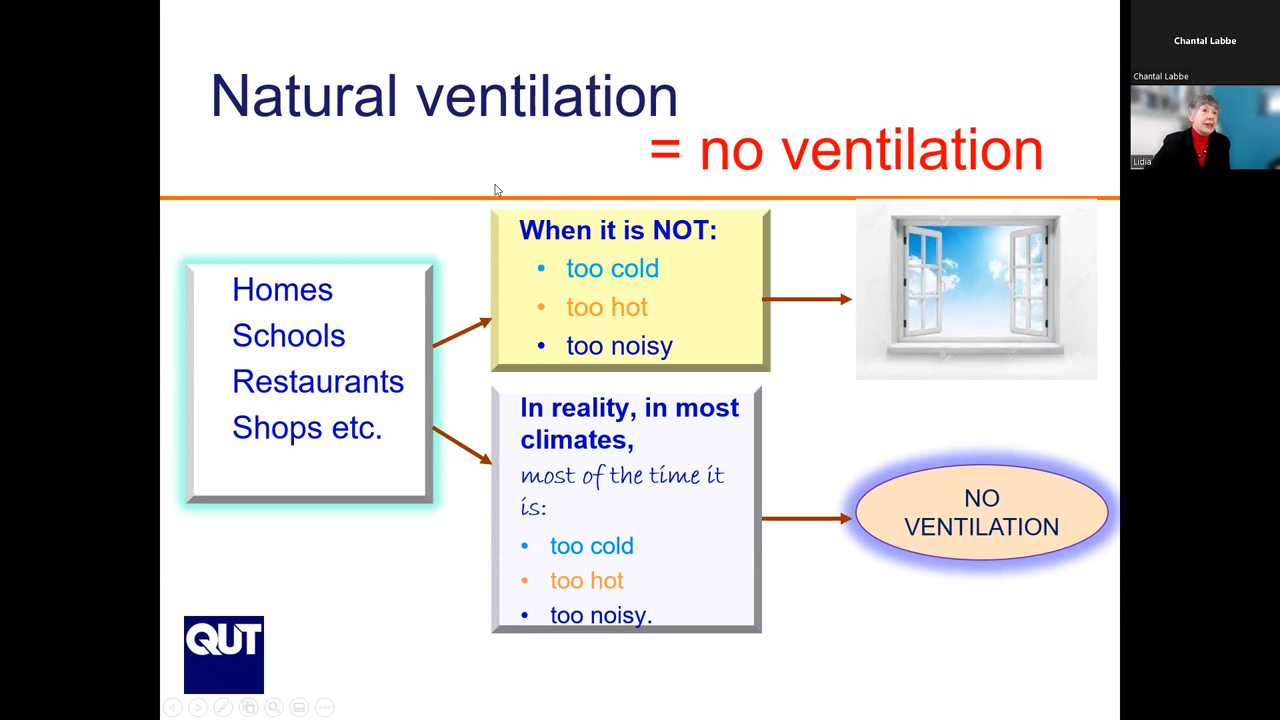 Natural ventilation
= no ventilation
Homes
Schools
Restaurants
Shops etc.
When it is NOT:
• too cold
• too hot
• too noisy
In reality, in most
climates,
most of the time it
is:
• too cold
• too hot
• too noisy.
NO
VENTILATION
QUT
Chantal Labbe
Chantal Labbe
Lidia